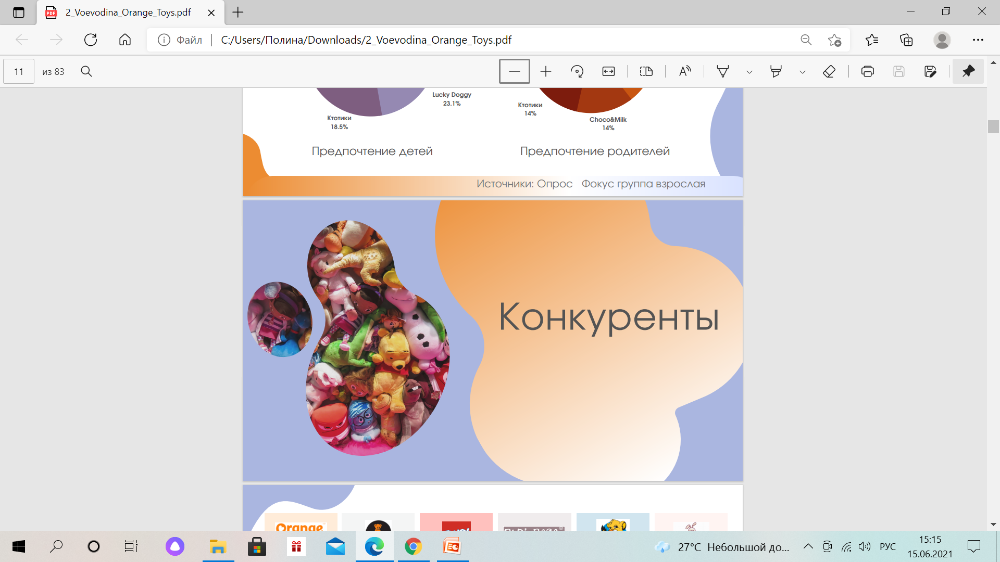 2_Voevodina_Orange_Toys.pdf
Файл
C:/Users/Полина/Downloads/2_Voevodina_Orange_Toys.pdf
11 из 83
Lucky Doggy
23.1%
Ктотики
18.5%
Ктотики
14%
Choco&Milk
14%
Предпочтение детей
Предпочтение родителей
Источники: Опрос Фокус группа взрослая
Конкуренты
Orange
27°C Небольшой до...
РУС
15:15
15.06.2021